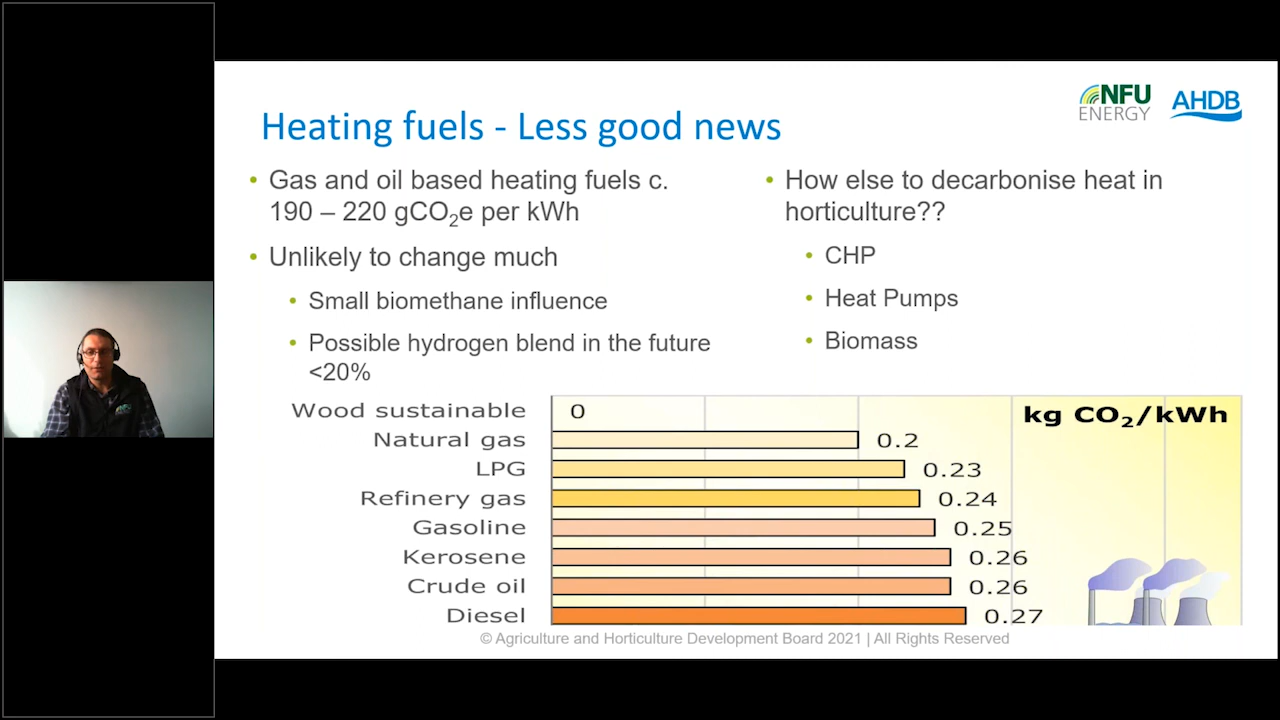 NFU
ENERGY
AHDB
Heating fuels - Less good news
• Gas and oil based heating fuels c.
190 – 220 gCO₂e per kWh
• Unlikely to change much
• Small biomethane influence
• Possible hydrogen blend in the future
<20%
• How else to decarbonise heat in
horticulture??
• CHP
• Heat Pumps
• Biomass
kg CO₂/kWh
Wood sustainable 0
Natural gas 0.2
LPG 0.23
Refinery gas 0.24
Gasoline 0.25
Kerosene 0.26
Crude oil 0.26
Diesel 0.27
© Agriculture and Horticulture Development Board 2021 | All Rights Reserved